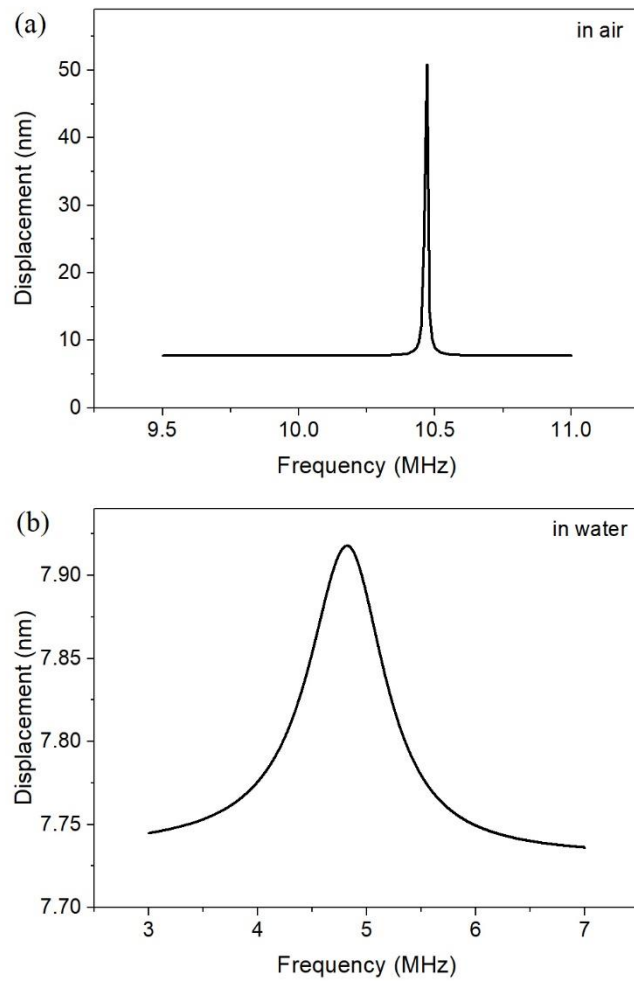 (a)
in air
50
40
30
20
10
0
Displacement (nm)
9.5 10.0 10.5 11.0
Frequency (MHz)
(b)
in water
7.90
7.85
7.80
7.75
7.70
Displacement (nm)
3 4 5 6 7
Frequency (MHz)